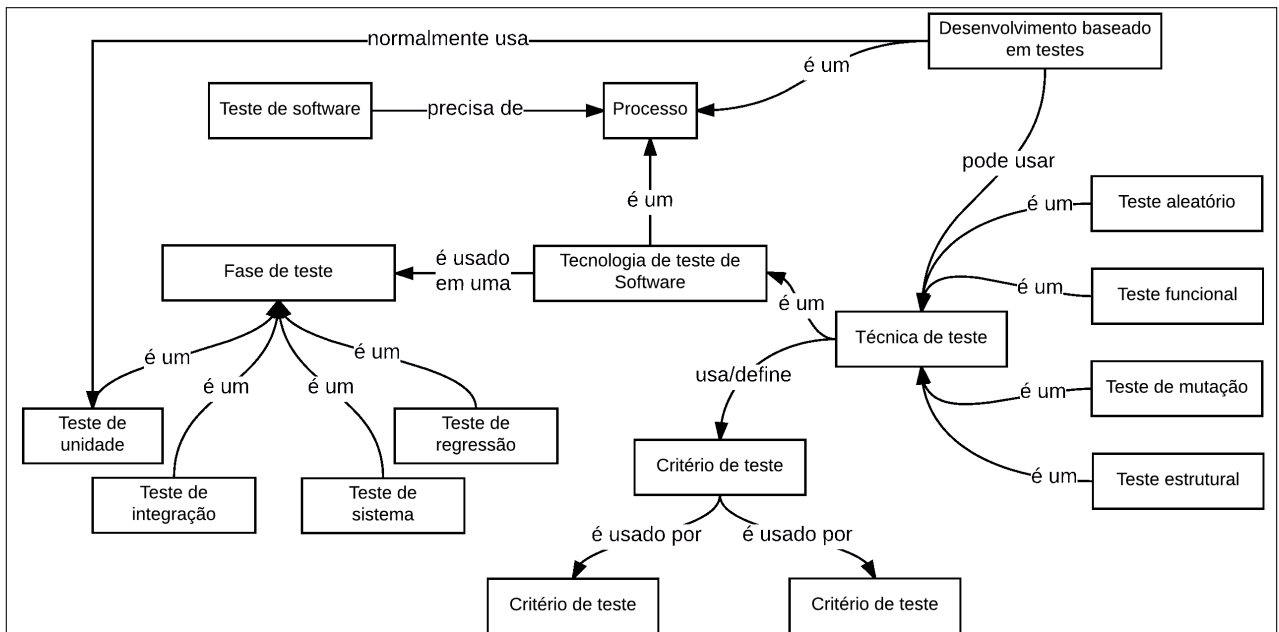 Desenvolvimento baseado
em testes
normalmente usa
é um
Teste de software
precisa de
Processo
pode usar
é um
Teste aleatório
é um
Fase de teste
é usado
em uma
Tecnologia de teste de
Software
é um
Teste funcional
é um
Técnica de teste
é um
é um
é um
é um
usa/define
é um
Teste de mutação
Teste de
unidade
Teste de
regressão
Critério de teste
é um
Teste estrutural
Teste de
integração
Teste de
sistema
é usado por
é usado por
Critério de teste
Critério de teste